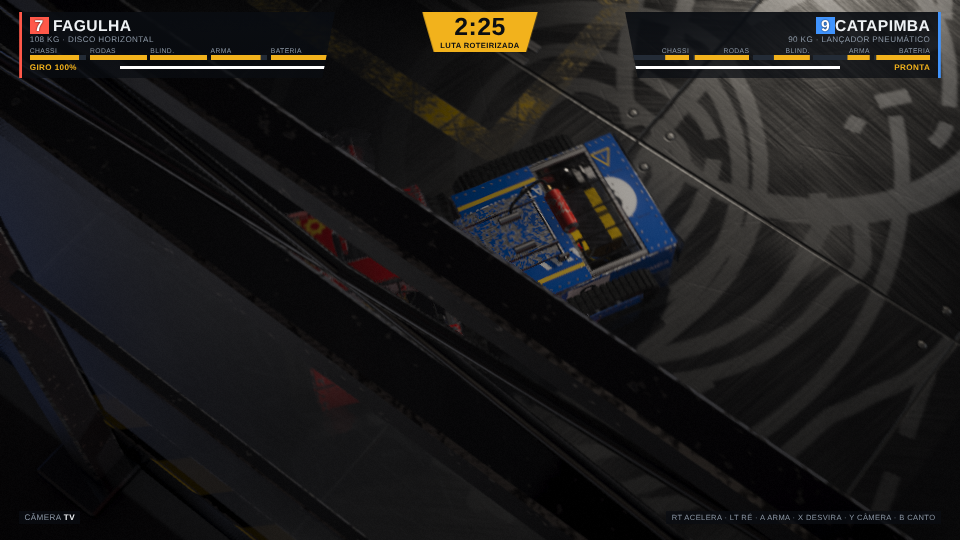 7 FAGULHA
108 KG · DISCO HORIZONTAL
CHASSI RODAS BLIND. ARMA BATERIA
GIRO 100%
2:25
LUTA ROTEIRIZADA
9 CATAPIMBA
90 KG · LANÇADOR PNEUMÁTICO
CHASSI RODAS BLIND. ARMA BATERIA
PRONTA
CÂMERA TV
RT ACELERA · LT RÉ · A ARMA · X DESVIRA · Y CÂMERA · B CANTO